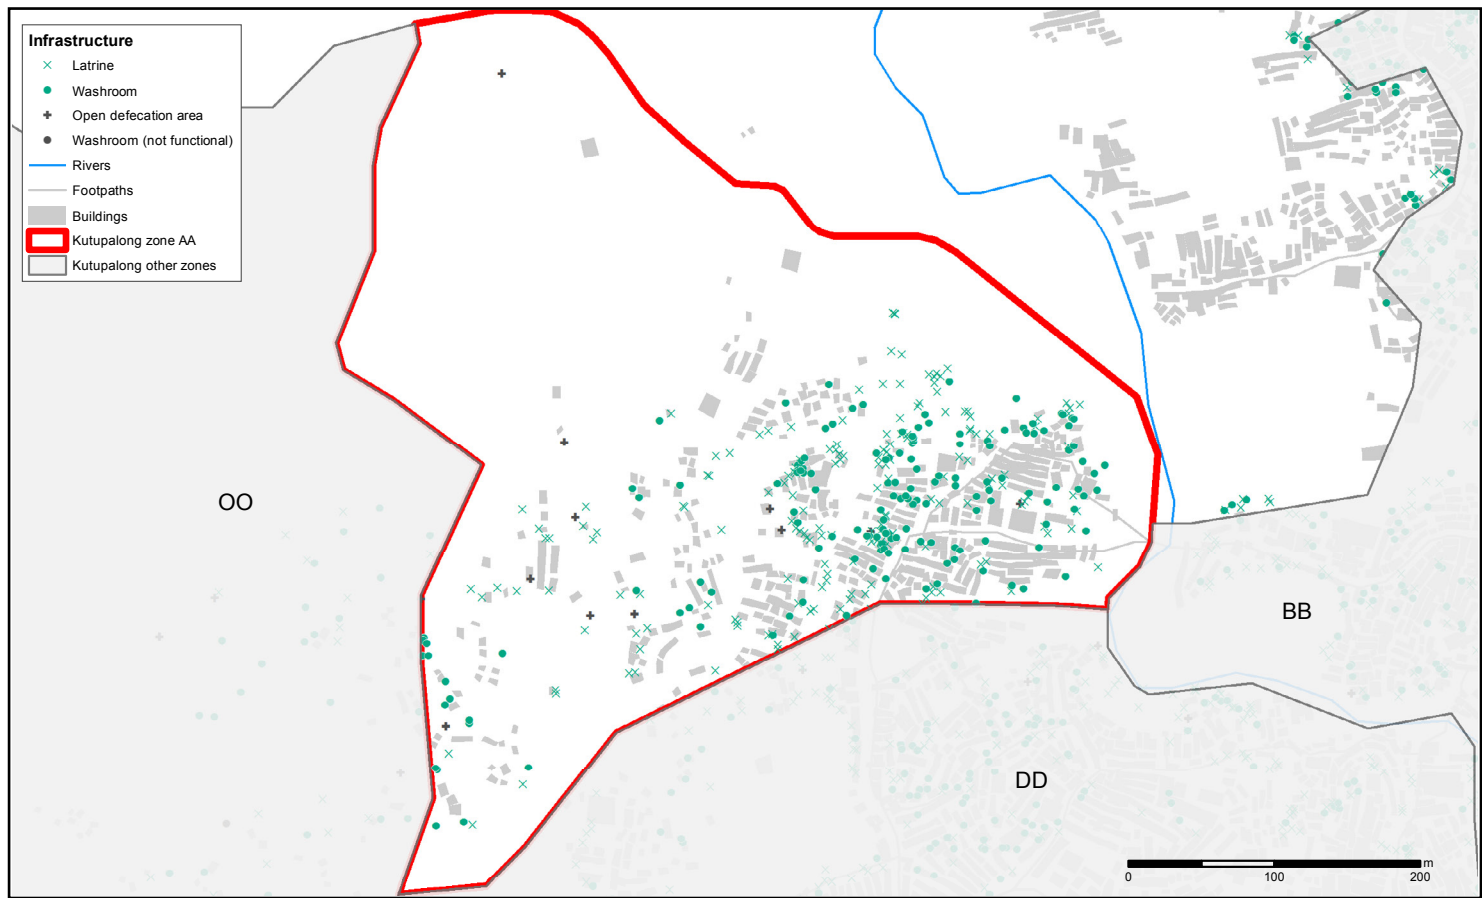 Infrastructure
Latrine
Washroom
Open defecation area
Washroom (not functional)
Rivers
Footpaths
Buildings
Kutupalong zone AA
Kutupalong other zones
OO
BB
DD
m
0 100 200